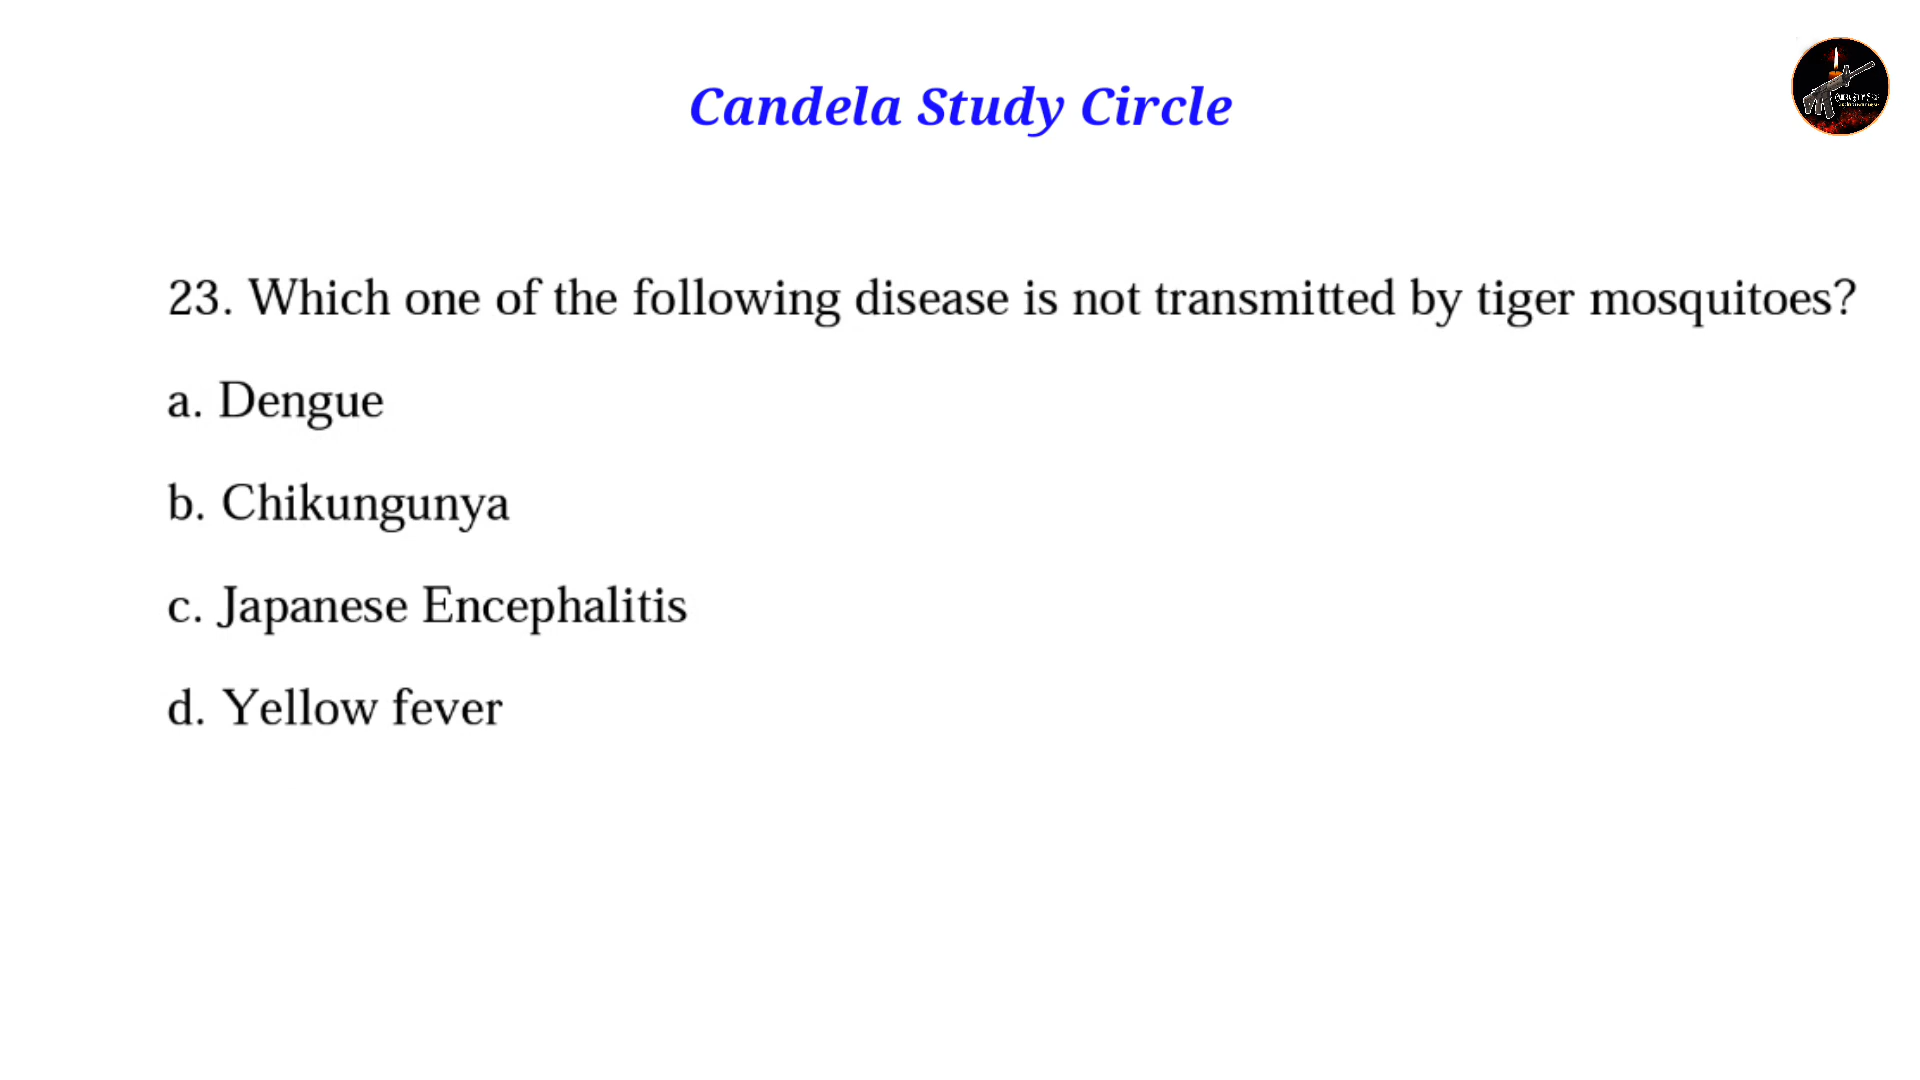 Candela Study Circle
23. Which one of the following disease is not transmitted by tiger mosquitoes?
a. Dengue
b. Chikungunya
c. Japanese Encephalitis
d. Yellow fever